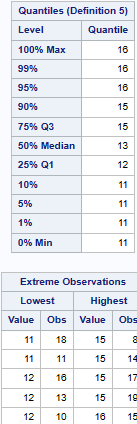 Quantiles (Definition 5)
Level Quantile
100% Max 16
99% 16
95% 16
90% 15
75% Q3 15
50% Median 13
25% Q1 12
10% 11
5% 11
1% 11
0% Min 11
Extreme Observations
Lowest Highest
Value Obs Value Obs
11 18 15 8
11 11 15 14
12 16 15 17
12 13 15 19
12 10 16 15